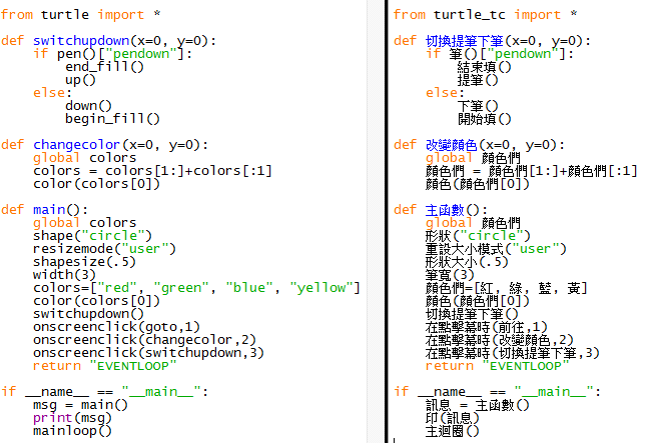 from turtle import *
def switchupdown(x=0, y=0):
    if pen()["pendown"]:
        end_fill()
        up()
    else:
        down()
        begin_fill()
def changecolor(x=0, y=0):
    global colors
    colors = colors[1:]+colors[:1]
    color(colors[0])
def main():
    global colors
    shape("circle")
    resizemode("user")
    shapesize(.5)
    width(3)
    colors=["red", "green", "blue", "yellow"]
    color(colors[0])
    switchupdown()
    onscreenclick(goto,1)
    onscreenclick(changecolor,2)
    onscreenclick(switchupdown,3)
    return "EVENTLOOP"
if __name__ == "__main__":
    msg = main()
    print(msg)
    mainloop()
from turtle_tc import *
def 切換提筆下筆(x=0, y=0):
    if 筆()["pendown"]:
        結束填()
        提筆()
    else:
        下筆()
        開始填()
def 改變顏色(x=0, y=0):
    global 顏色們
    顏色們 = 顏色們[1:]+顏色們[:1]
    顏色(顏色們[0])
def 主函數():
    global 顏色們
    形狀("circle")
    重設大小模式("user")
    形狀大小(.5)
    筆寬(3)
    顏色們=[紅, 綠, 藍, 黃]
    顏色(顏色們[0])
    切換提筆下筆()
    在點擊幕時(前往,1)
    在點擊幕時(改變顏色,2)
    在點擊幕時(切換提筆下筆,3)
    return "EVENTLOOP"
if __name__ == "__main__":
    訊息 = 主函數()
    印(訊息)
    主迴圈()